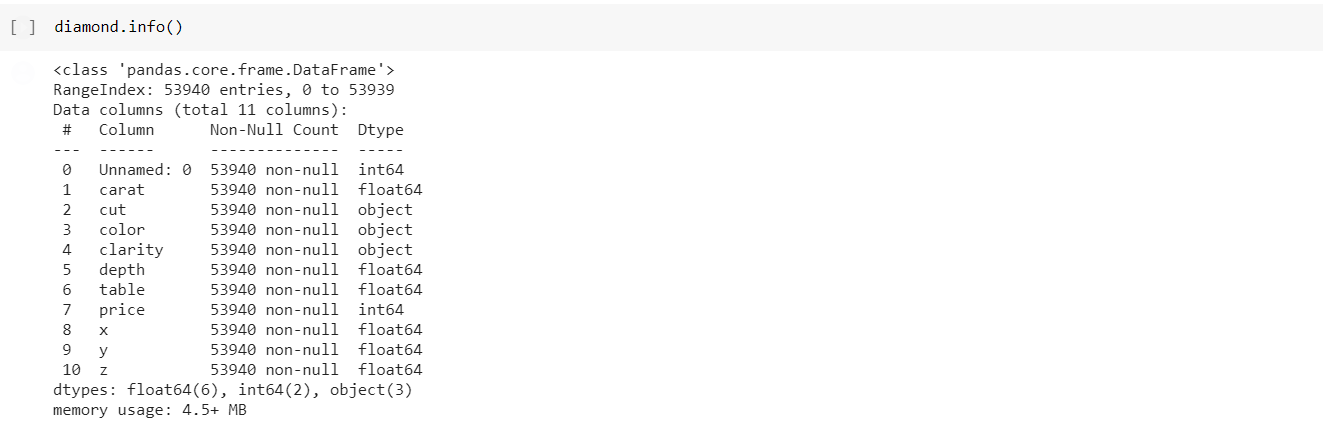 [ ] diamond.info()
<class 'pandas.core.frame.DataFrame'>
RangeIndex: 53940 entries, 0 to 53939
Data columns (total 11 columns):
 #   Column      Non-Null Count  Dtype
---  ------      --------------  -----
 0   Unnamed: 0  53940 non-null  int64
 1   carat       53940 non-null  float64
 2   cut         53940 non-null  object
 3   color       53940 non-null  object
 4   clarity     53940 non-null  object
 5   depth       53940 non-null  float64
 6   table       53940 non-null  float64
 7   price       53940 non-null  int64
 8   x           53940 non-null  float64
 9   y           53940 non-null  float64
 10  z           53940 non-null  float64
dtypes: float64(6), int64(2), object(3)
memory usage: 4.5+ MB